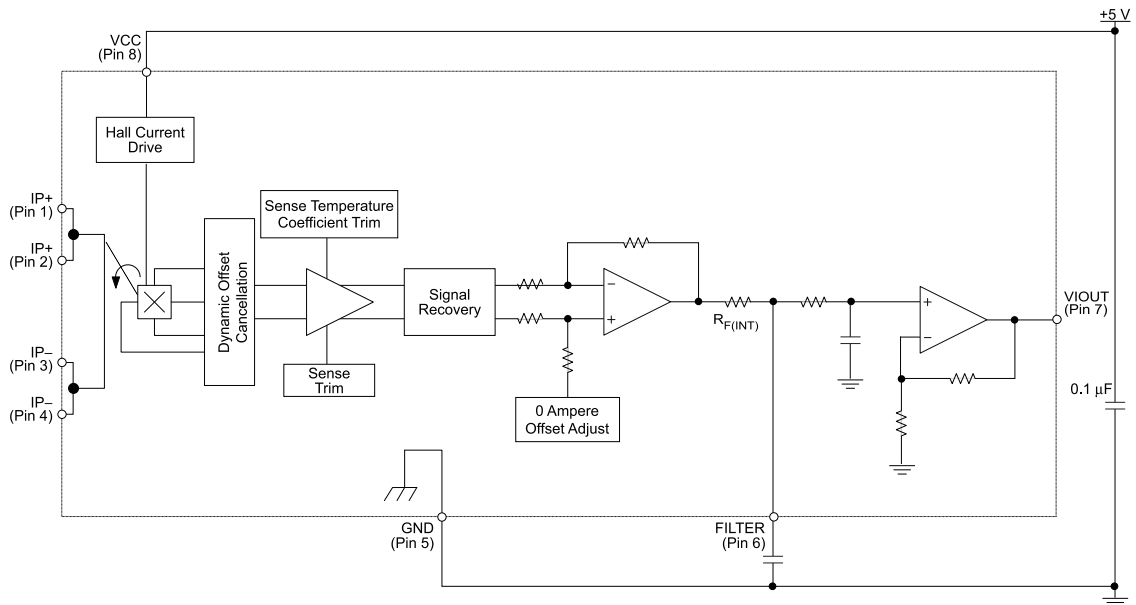 +5 V
VCC
(Pin 8)
Hall Current
Drive
IP+
(Pin 1)
IP+
(Pin 2)
IP−
(Pin 3)
IP−
(Pin 4)
Dynamic Offset
Cancellation
Sense Temperature
Coefficient Trim
Sense
Trim
Signal
Recovery
−
+
0 Ampere
Offset Adjust
RF(INT)
+
−
VIOUT
(Pin 7)
0.1 µF
GND
(Pin 5)
FILTER
(Pin 6)